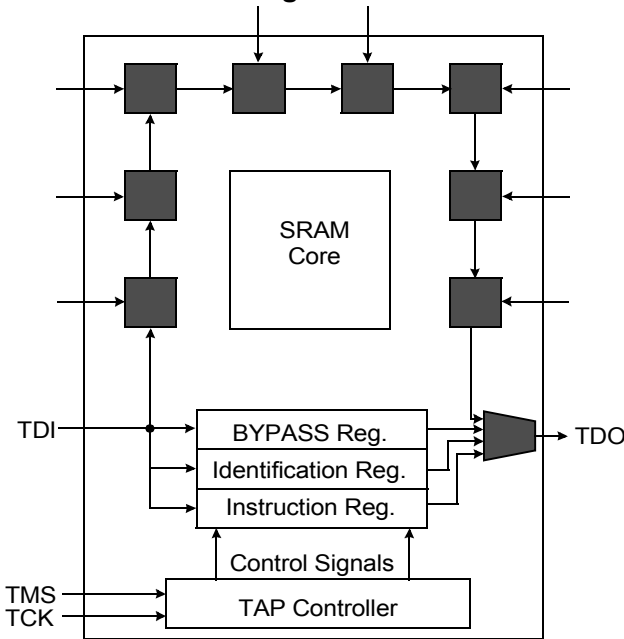 SRAM
Core
TDI
BYPASS Reg.
TDO
Identification Reg.
Instruction Reg.
Control Signals
TMS
TCK
TAP Controller